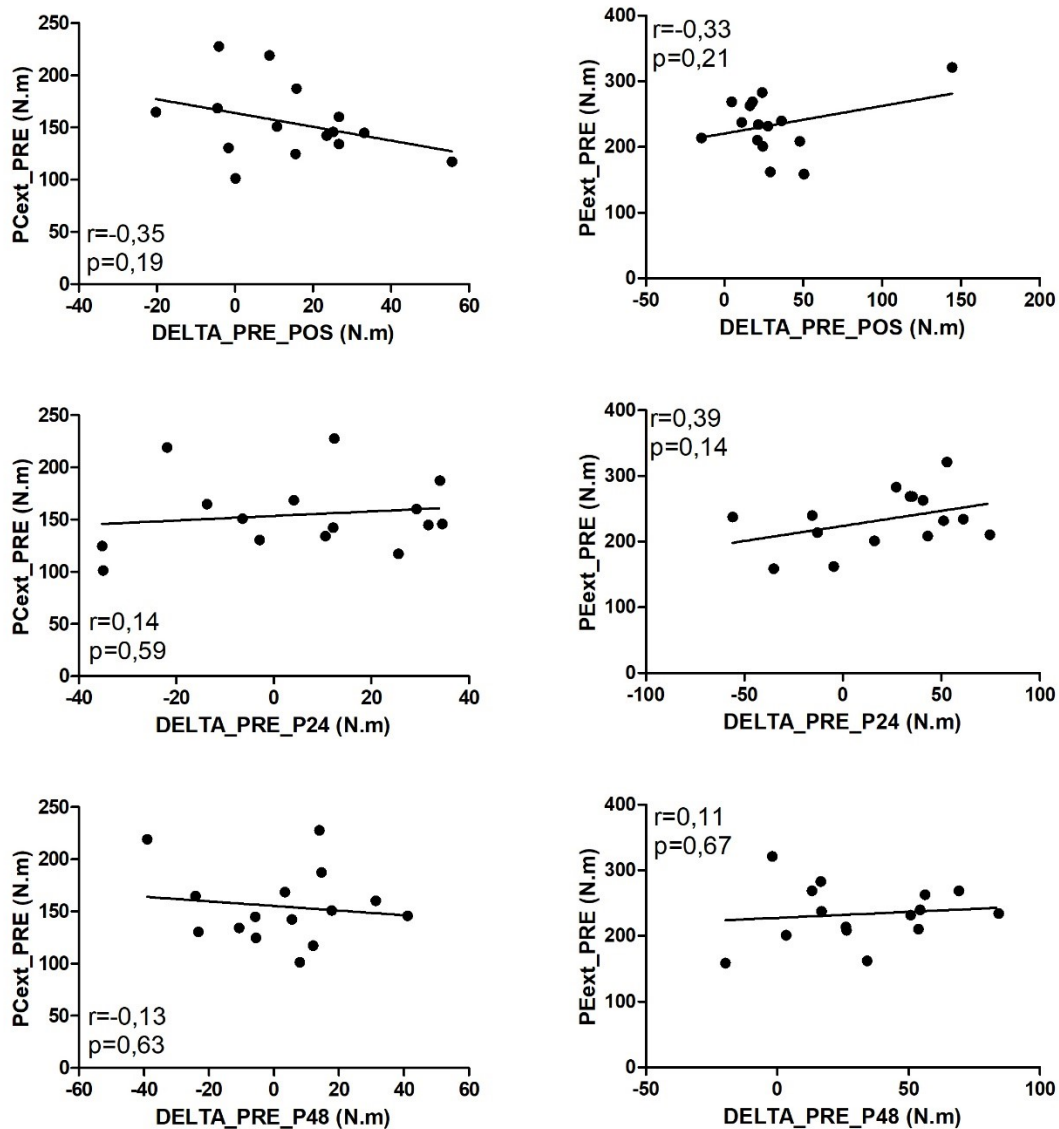 PCext_PRE (N.m)
250
200
150
100
50
0
r=-0,35
p=0,19
-40 -20 0 20 40 60
DELTA_PRE_POS (N.m)
PEext_PRE (N.m)
400
300
200
100
0
r=-0,33
p=0,21
-50 0 50 100 150 200
DELTA_PRE_POS (N.m)
PCext_PRE (N.m)
250
200
150
100
50
0
r=0,14
p=0,59
-40 -20 0 20 40
DELTA_PRE_P24 (N.m)
PEext_PRE (N.m)
400
300
200
100
0
r=0,39
p=0,14
-100 -50 0 50 100
DELTA_PRE_P24 (N.m)
PCext_PRE (N.m)
250
200
150
100
50
0
r=-0,13
p=0,63
-60 -40 -20 0 20 40 60
DELTA_PRE_P48 (N.m)
PEext_PRE (N.m)
400
300
200
100
0
r=0,11
p=0,67
-50 0 50 100
DELTA_PRE_P48 (N.m)